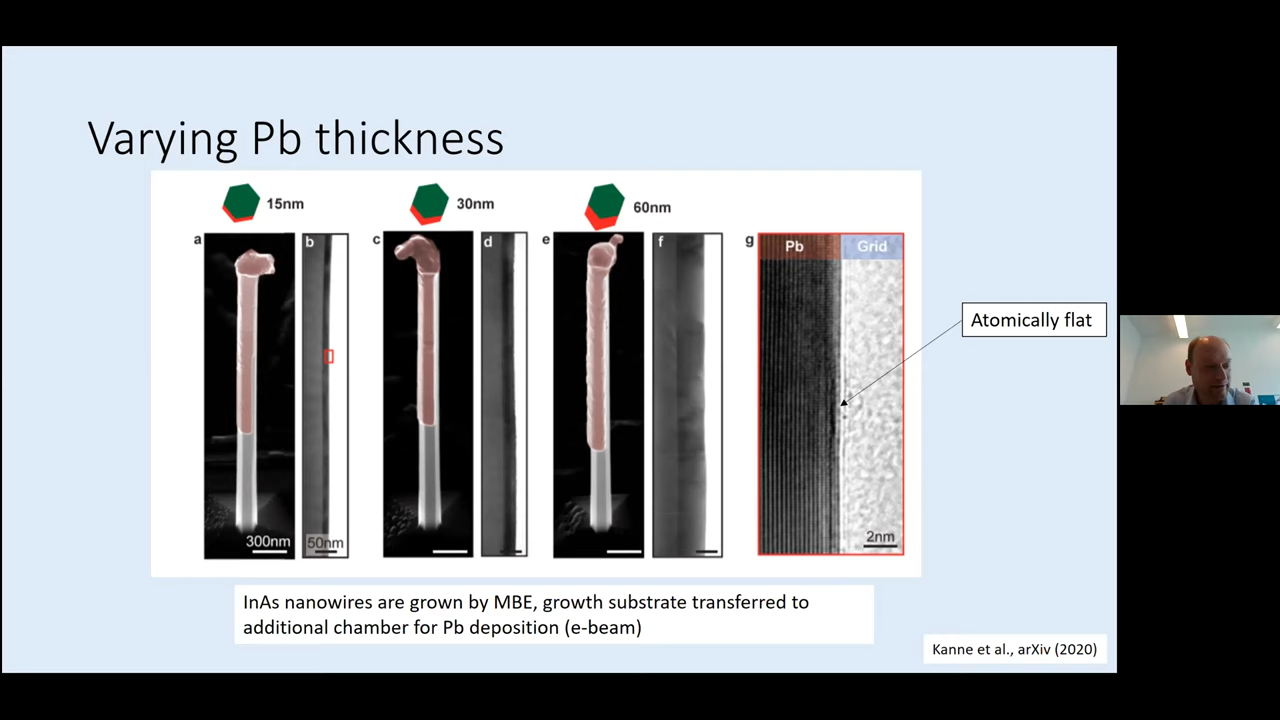 Varying Pb thickness
15nm
30nm
60nm
a
b
c
d
e
f
g
Pb
Grid
Atomically flat
300nm
50nm
2nm
InAs nanowires are grown by MBE, growth substrate transferred to
additional chamber for Pb deposition (e-beam)
Kanne et al., arXiv (2020)